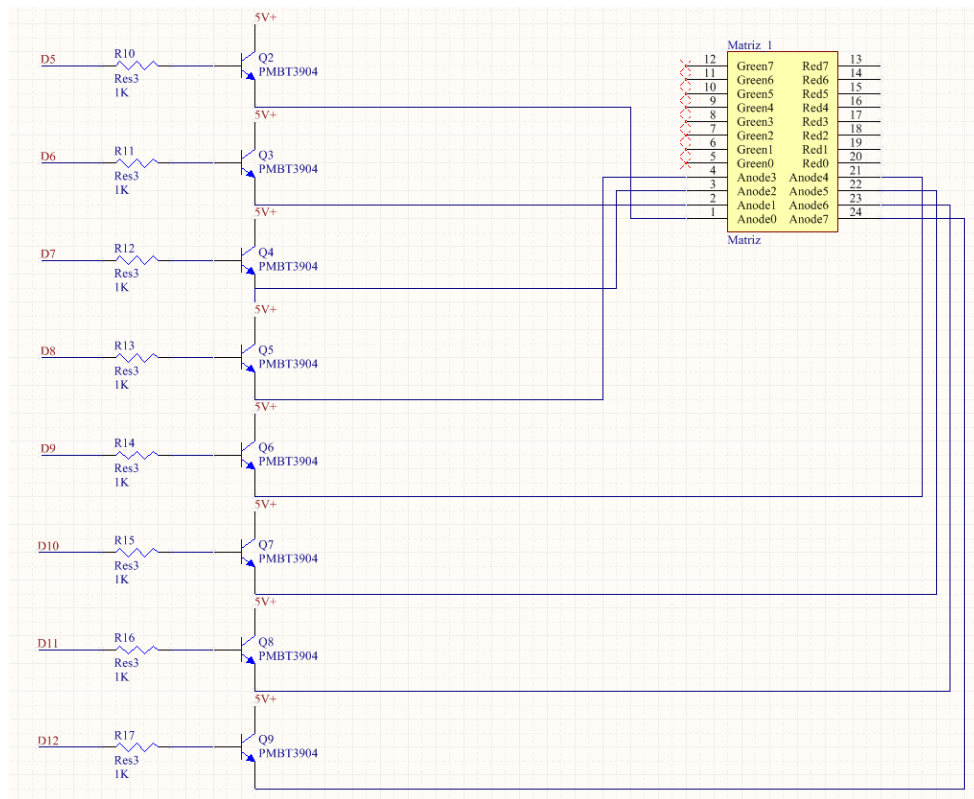 5V+
D5
R10
Res3
1K
Q2
PMBT3904
5V+
D6
R11
Res3
1K
Q3
PMBT3904
5V+
D7
R12
Res3
1K
Q4
PMBT3904
5V+
D8
R13
Res3
1K
Q5
PMBT3904
5V+
D9
R14
Res3
1K
Q6
PMBT3904
5V+
D10
R15
Res3
1K
Q7
PMBT3904
5V+
D11
R16
Res3
1K
Q8
PMBT3904
5V+
D12
R17
Res3
1K
Q9
PMBT3904
Matriz 1
12 Green7 Red7 13
11 Green6 Red6 14
10 Green5 Red5 15
9 Green4 Red4 16
8 Green3 Red3 17
7 Green2 Red2 18
6 Green1 Red1 19
5 Green0 Red0 20
4 Anode3 Anode4 21
3 Anode2 Anode5 22
2 Anode1 Anode6 23
1 Anode0 Anode7 24
Matriz